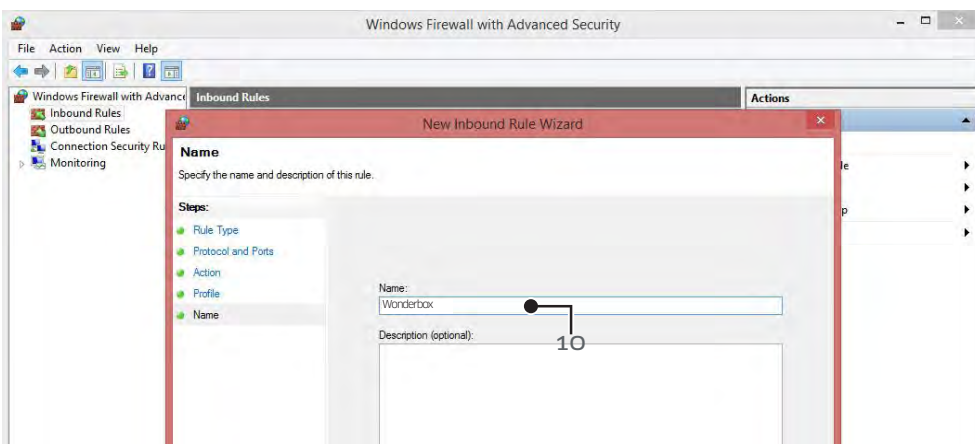 Windows Firewall with Advanced Security
File Action View Help
Windows Firewall with Advance
Inbound Rules
Outbound Rules
Connection Security Ru
Monitoring
Inbound Rules
Actions
le
p
New Inbound Rule Wizard
Name
Specify the name and description of this rule.
Steps:
Rule Type
Protocol and Ports
Action
Profile
Name
Name:
Wonderbox
10
Description (optional):